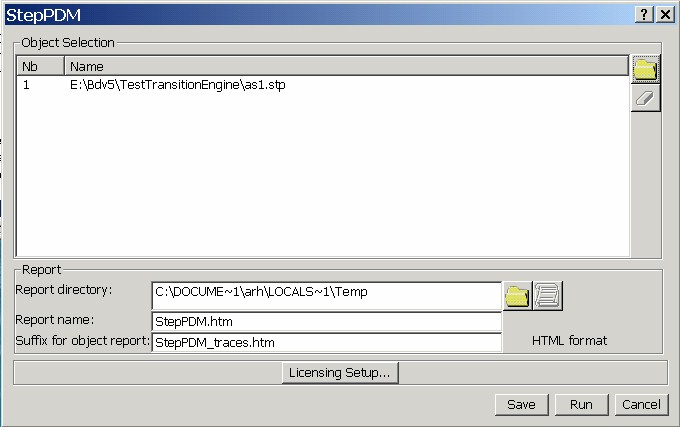 StepPDM
Object Selection
Nb Name
1 E:\Bdv5\TestTransitionEngine\as1.stp
Report
Report directory: C:\DOCUME~1\arh\LOCALS~1\Temp
Report name: StepPDM.htm
Suffix for object report: StepPDM_traces.htm HTML format
Licensing Setup...
Save Run Cancel